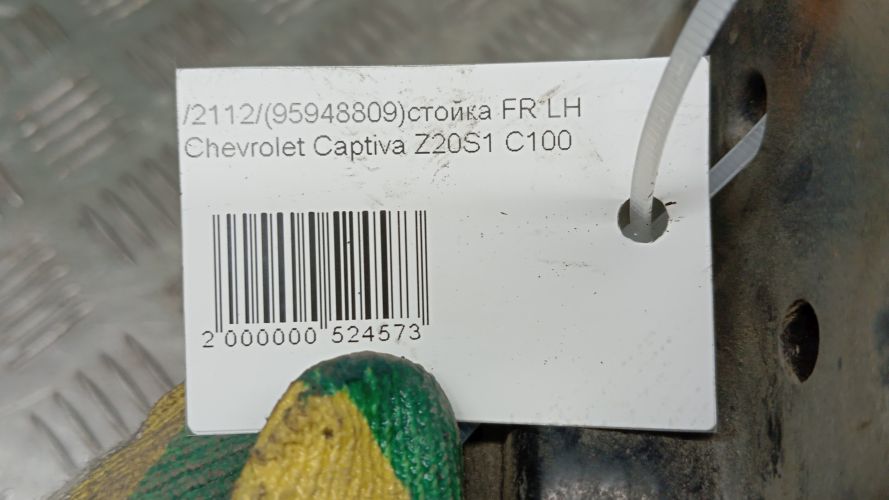 /2112/(95948809)стойка FR LH
Chevrolet Captiva Z20S1 C100
2 000000 524573